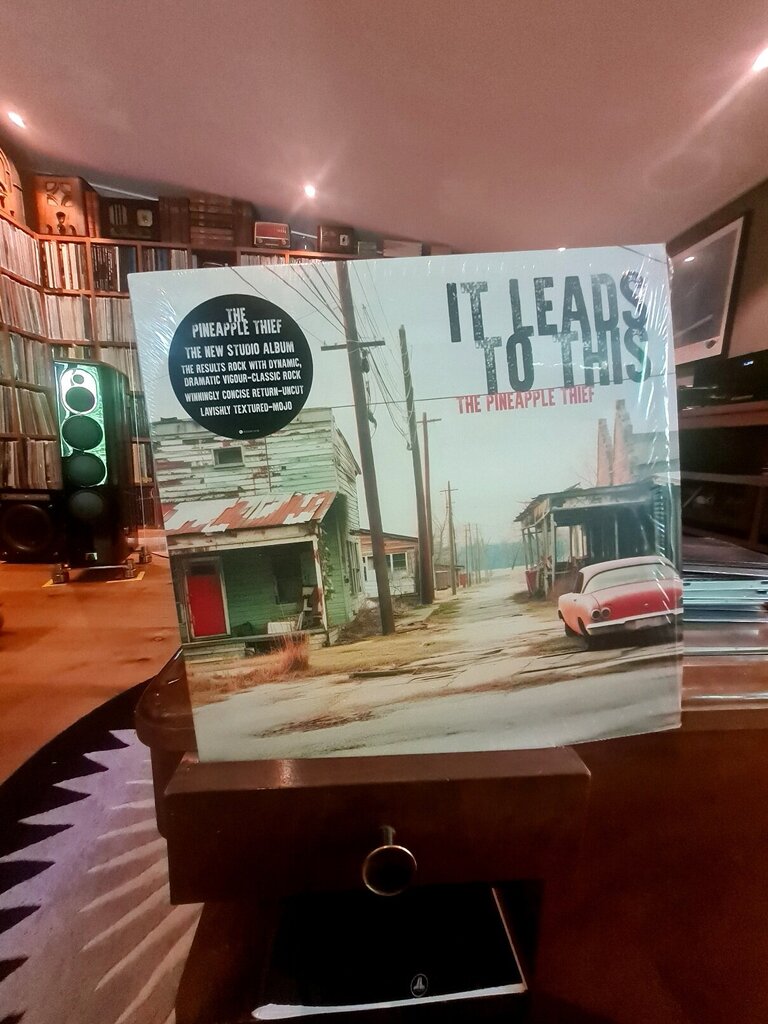 THE
PINEAPPLE THIEF
THE NEW STUDIO ALBUM
THE RESULTS ROCK WITH DYNAMIC,
DRAMATIC VIGOUR-CLASSIC ROCK
WINNINGLY CONCISE RETURN-UNCUT
LAVISHLY TEXTURED-MOJO
IT LEADS
TO THIS
THE PINEAPPLE THIEF